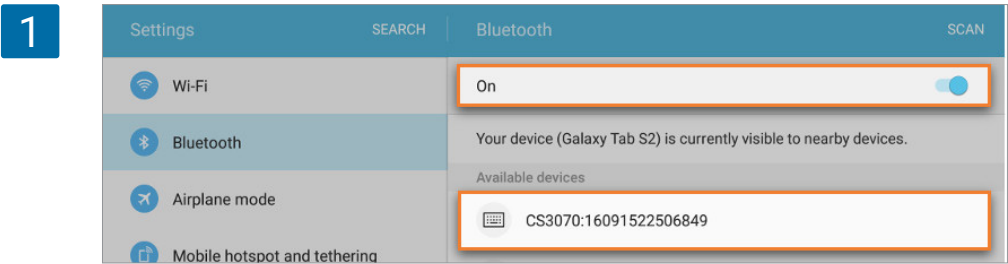 1
Settings SEARCH Bluetooth SCAN
Wi-Fi
On
Bluetooth
Your device (Galaxy Tab S2) is currently visible to nearby devices.
Available devices
Airplane mode
CS3070:16091522506849
Mobile hotspot and tethering